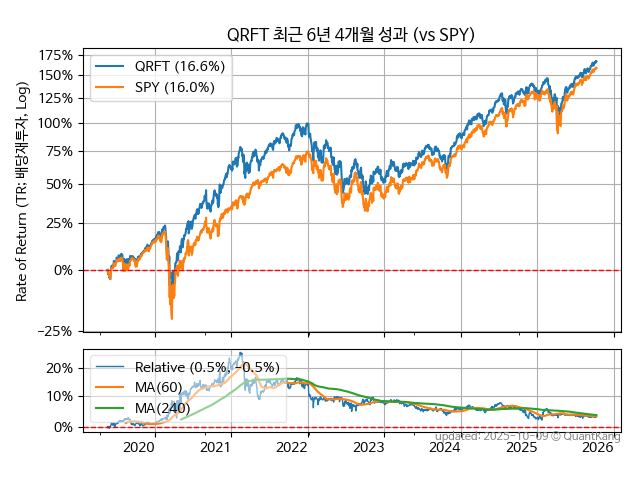 QRFT 최근 6년 4개월 성과 (vs SPY)
175%
150%
125%
100%
75%
50%
25%
0%
−25%
Rate of Return (TR: 배당재투자, Log)
QRFT (16.6%)
SPY (16.0%)
20%
10%
0%
Relative (0.5%, −0.5%)
MA(60)
MA(240)
updated: 2025-10-09 © QuantKang
2020 2021 2022 2023 2024 2025 2026